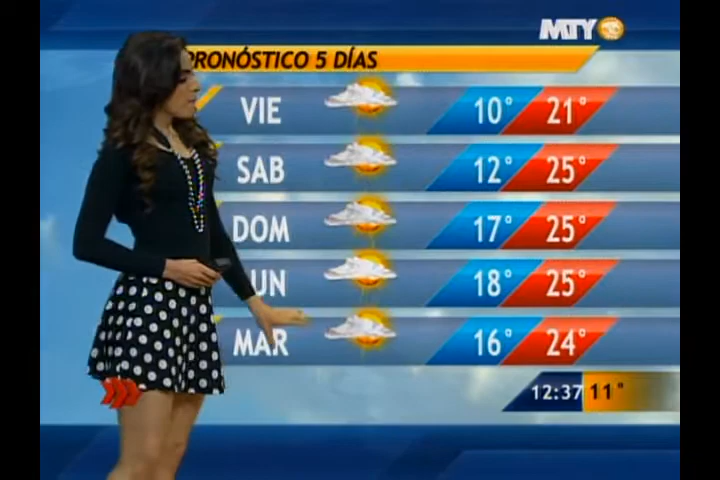 MTY
PRONÓSTICO 5 DÍAS
VIE 10° 21°
SAB 12° 25°
DOM 17° 25°
UN 18° 25°
MAR 16° 24°
12:37 11°